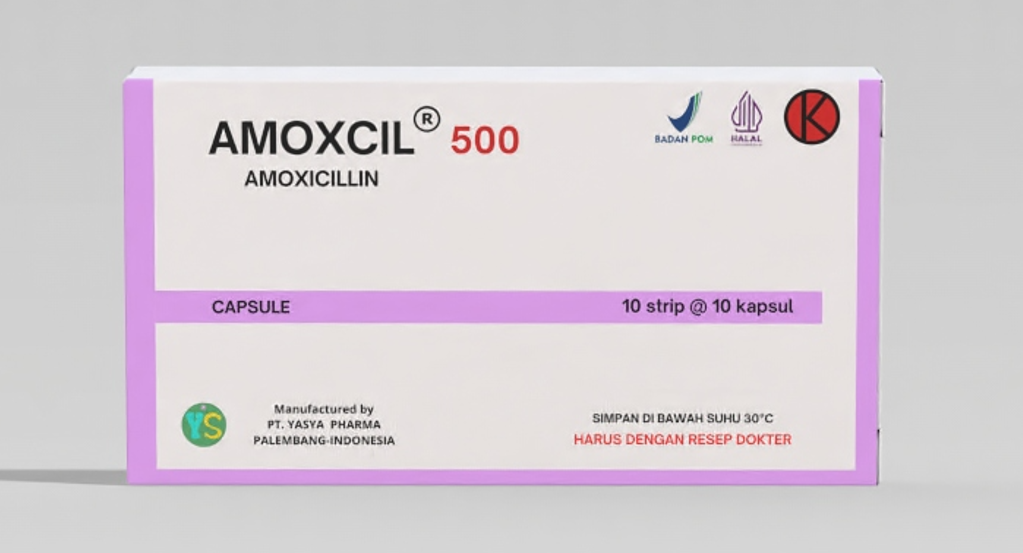 AMOXCIL® 500
AMOXICILLIN
BADAN POM
HALAL
K
CAPSULE
10 strip @ 10 kapsul
YS
Manufactured by
PT. YASYA PHARMA
PALEMBANG-INDONESIA
SIMPAN DI BAWAH SUHU 30°C
HARUS DENGAN RESEP DOKTER